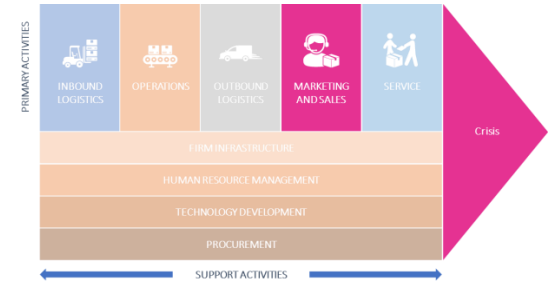 PRIMARY ACTIVITIES
INBOUND
LOGISTICS
OPERATIONS
OUTBOUND
LOGISTICS
MARKETING
AND SALES
SERVICE
Crisis
FIRM INFRASTRUCTURE
HUMAN RESOURCE MANAGEMENT
TECHNOLOGY DEVELOPMENT
PROCUREMENT
SUPPORT ACTIVITIES